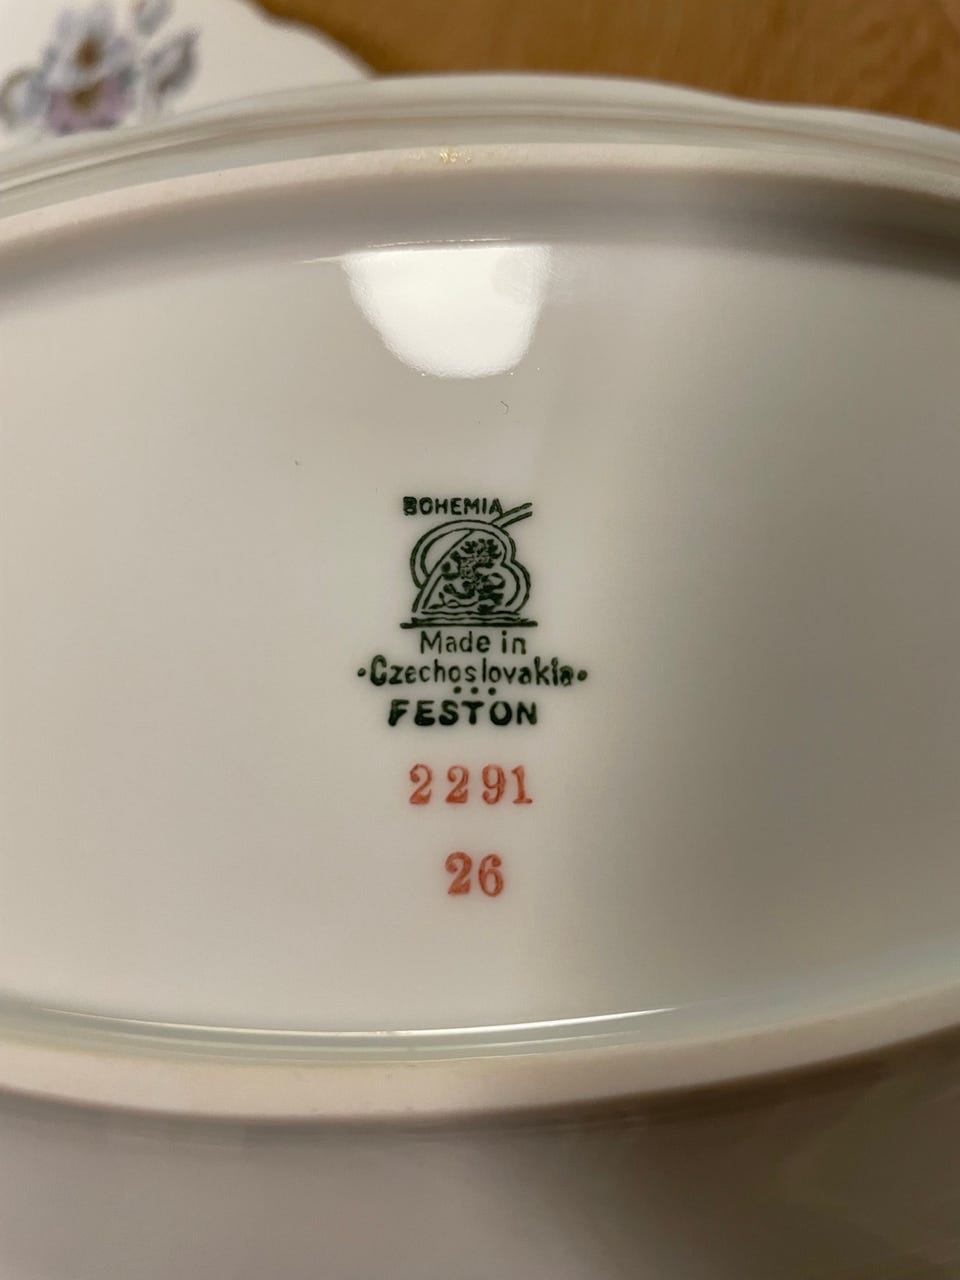 BOHEMIA
Made in
•Czechoslovakia•
•••
FESTON
2291
26